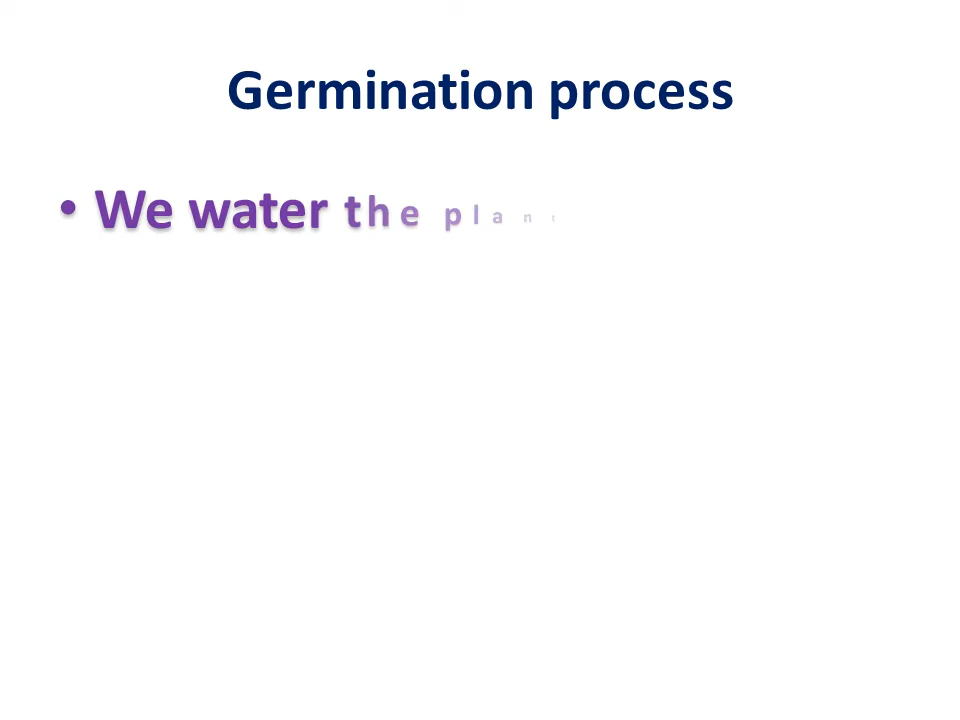 Germination process
• We water the plant